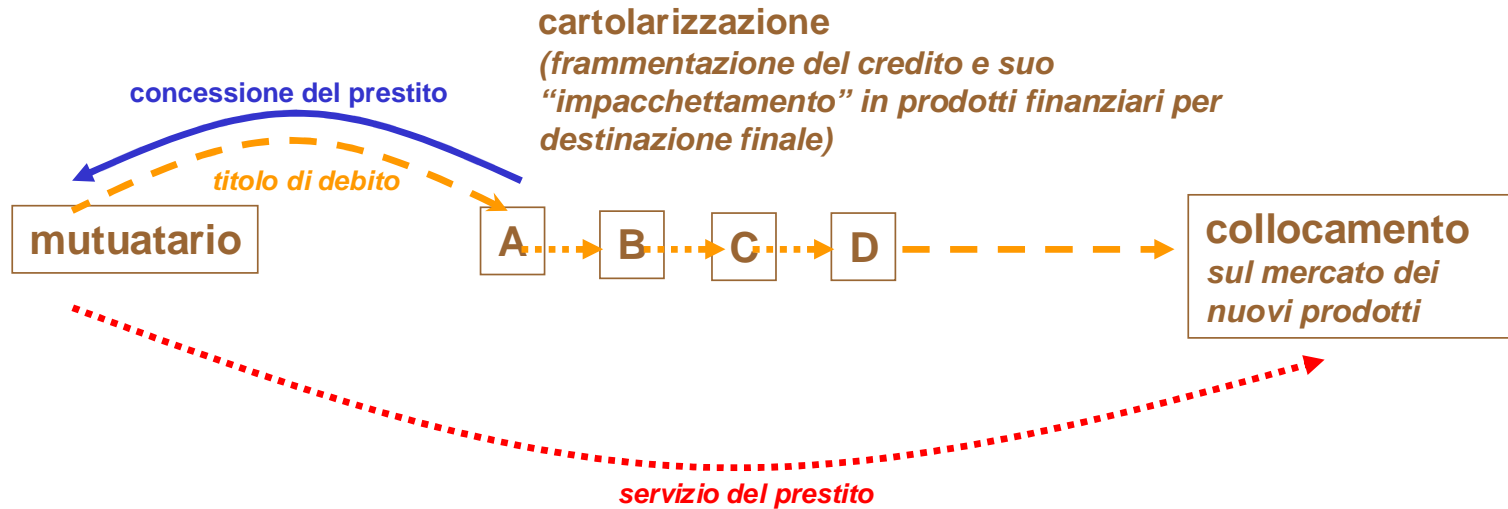 cartolarizzazione
(frammentazione del credito e suo
“impacchettamento” in prodotti finanziari per
destinazione finale)
concessione del prestito
titolo di debito
mutuatario
A
B
C
D
collocamento
sul mercato dei
nuovi prodotti
servizio del prestito